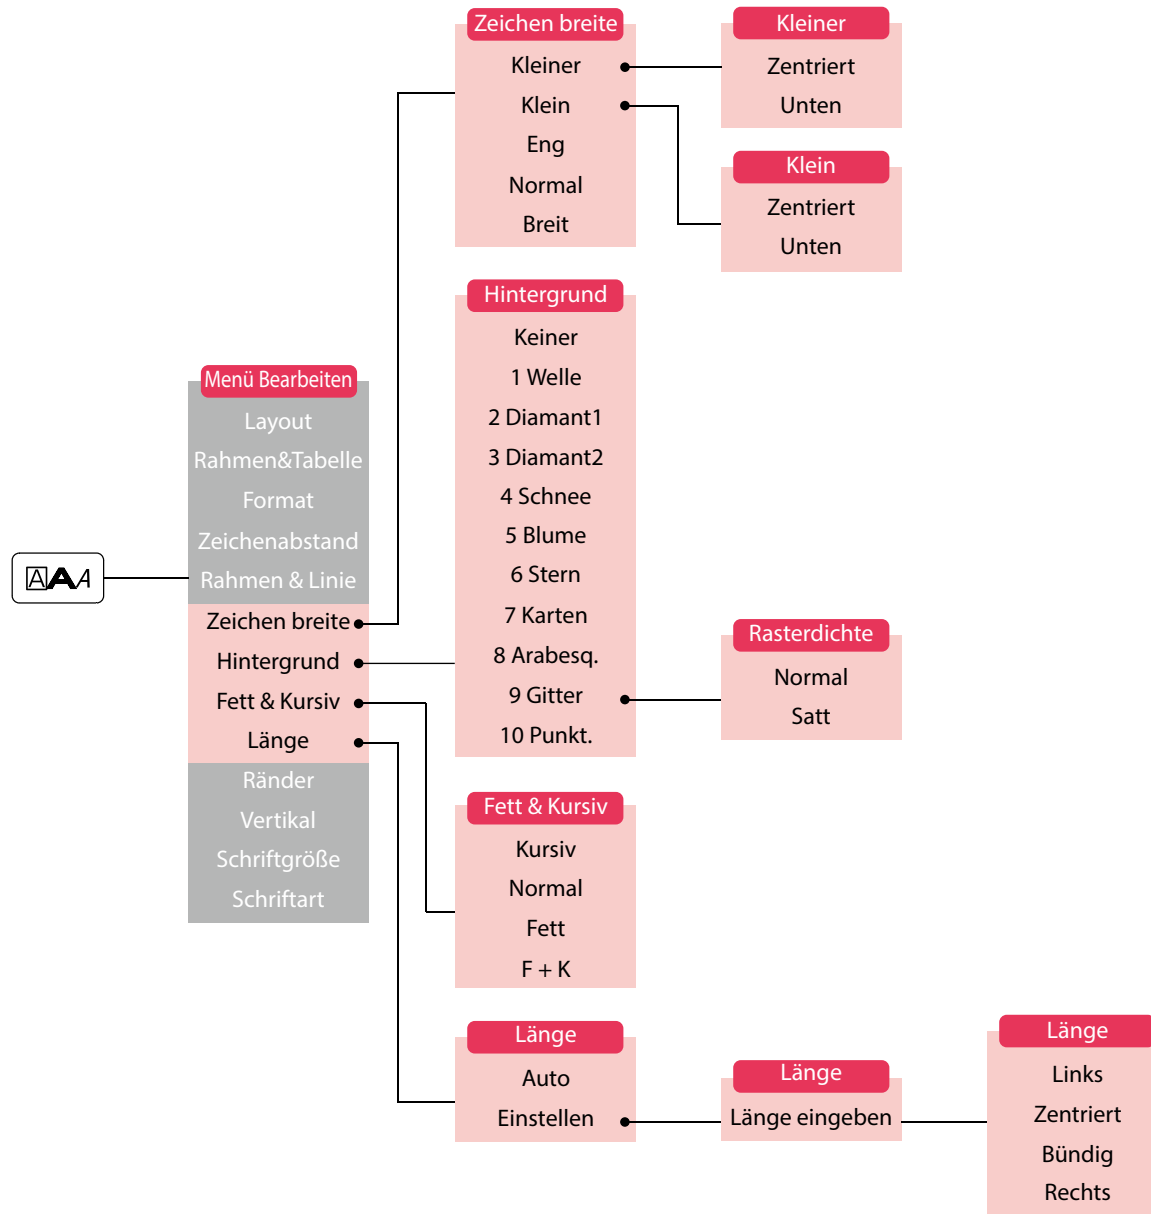 AAA
Menü Bearbeiten
Layout
Rahmen&Tabelle
Format
Zeichenabstand
Rahmen & Linie
Zeichen breite
Hintergrund
Fett & Kursiv
Länge
Ränder
Vertikal
Schriftgröße
Schriftart
Zeichen breite
Kleiner
Klein
Eng
Normal
Breit
Kleiner
Zentriert
Unten
Klein
Zentriert
Unten
Hintergrund
Keiner
1 Welle
2 Diamant1
3 Diamant2
4 Schnee
5 Blume
6 Stern
7 Karten
8 Arabesq.
9 Gitter
10 Punkt.
Rasterdichte
Normal
Satt
Fett & Kursiv
Kursiv
Normal
Fett
F + K
Länge
Auto
Einstellen
Länge
Länge eingeben
Länge
Links
Zentriert
Bündig
Rechts